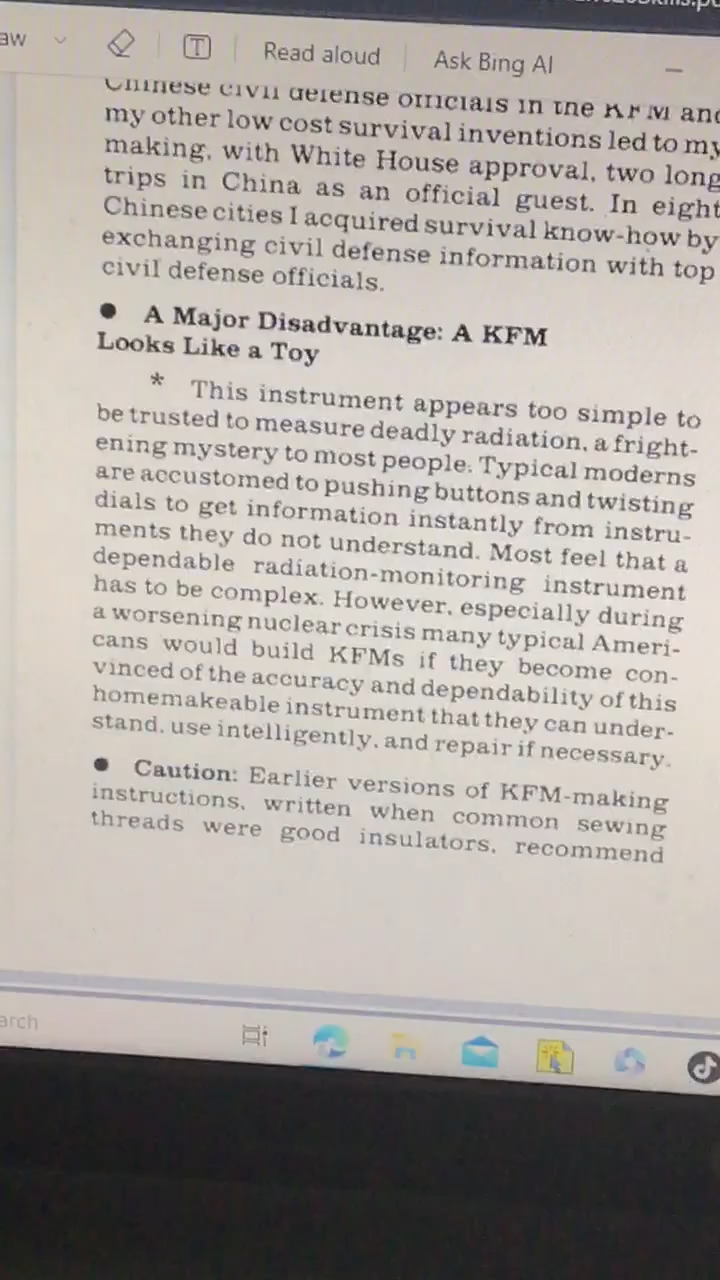 aw
Read aloud
Ask Bing AI
Chinese civil defense officials in the KFM and
my other low cost survival inventions led to my
making, with White House approval, two long
trips in China as an official guest. In eight
Chinese cities I acquired survival know-how by
exchanging civil defense information with top
civil defense officials.
● A Major Disadvantage: A KFM
Looks Like a Toy
* This instrument appears too simple to
be trusted to measure deadly radiation, a fright-
ening mystery to most people. Typical moderns
are accustomed to pushing buttons and twisting
dials to get information instantly from instru-
ments they do not understand. Most feel that a
dependable radiation-monitoring instrument
has to be complex. However, especially during
a worsening nuclear crisis many typical Ameri-
cans would build KFMs if they become con-
vinced of the accuracy and dependability of this
homemakeable instrument that they can under-
stand, use intelligently, and repair if necessary.
● Caution: Earlier versions of KFM-making
instructions, written when common sewing
threads were good insulators, recommend
arch